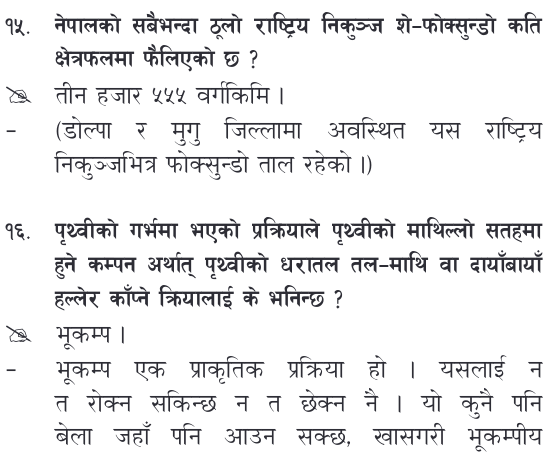 १५. नेपालको सबैभन्दा ठूलो राष्ट्रिय निकुञ्ज शे-फोक्सुन्डो कति
क्षेत्रफलमा फैलिएको छ ?
तीन हजार ५५५ वर्गकिमि ।
- (डोल्पा र मुगु जिल्लामा अवस्थित यस राष्ट्रिय
निकुञ्जभित्र फोक्सुन्डो ताल रहेको ।)
१६. पृथ्वीको गर्भमा भएको प्रक्रियाले पृथ्वीको माथिल्लो सतहमा
हुने कम्पन अर्थात् पृथ्वीको धरातल तल-माथि वा दायाँबायाँ
हल्लेर काँप्ने क्रियालाई के भनिन्छ ?
भूकम्प ।
- भूकम्प एक प्राकृतिक प्रक्रिया हो । यसलाई न
त रोक्न सकिन्छ न त छेक्न नै । यो कुनै पनि
बेला जहाँ पनि आउन सक्छ, खासगरी भूकम्पीय